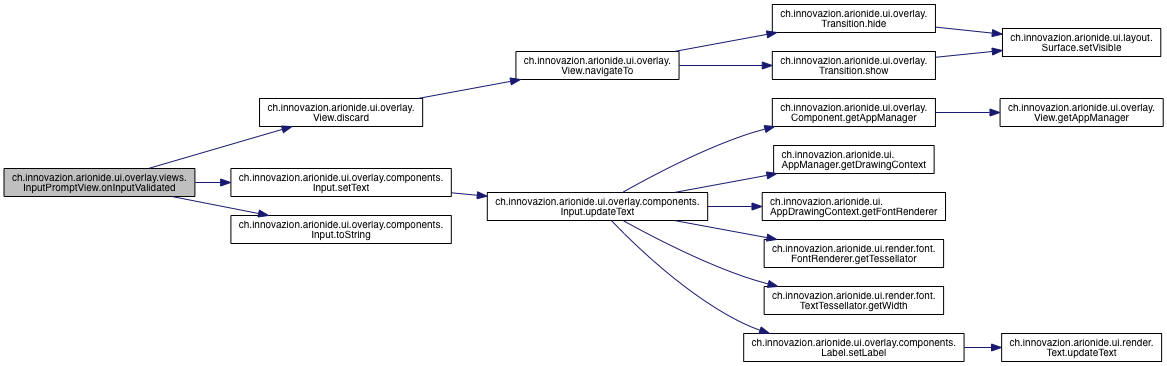 ch.innovazion.arionide.ui.overlay.
Transition.hide
ch.innovazion.arionide.ui.layout.
Surface.setVisible
ch.innovazion.arionide.ui.overlay.
View.navigateTo
ch.innovazion.arionide.ui.overlay.
Transition.show
ch.innovazion.arionide.ui.overlay.
View.discard
ch.innovazion.arionide.ui.overlay.
Component.getAppManager
ch.innovazion.arionide.ui.overlay.
View.getAppManager
ch.innovazion.arionide.ui.
AppManager.getDrawingContext
ch.innovazion.arionide.ui.overlay.views.
InputPromptView.onInputValidated
ch.innovazion.arionide.ui.overlay.components.
Input.setText
ch.innovazion.arionide.ui.overlay.components.
Input.updateText
ch.innovazion.arionide.ui.
AppDrawingContext.getFontRenderer
ch.innovazion.arionide.ui.overlay.components.
Input.toString
ch.innovazion.arionide.ui.render.font.
FontRenderer.getTessellator
ch.innovazion.arionide.ui.render.font.
TextTessellator.getWidth
ch.innovazion.arionide.ui.overlay.components.
Label.setLabel
ch.innovazion.arionide.ui.render.
Text.updateText